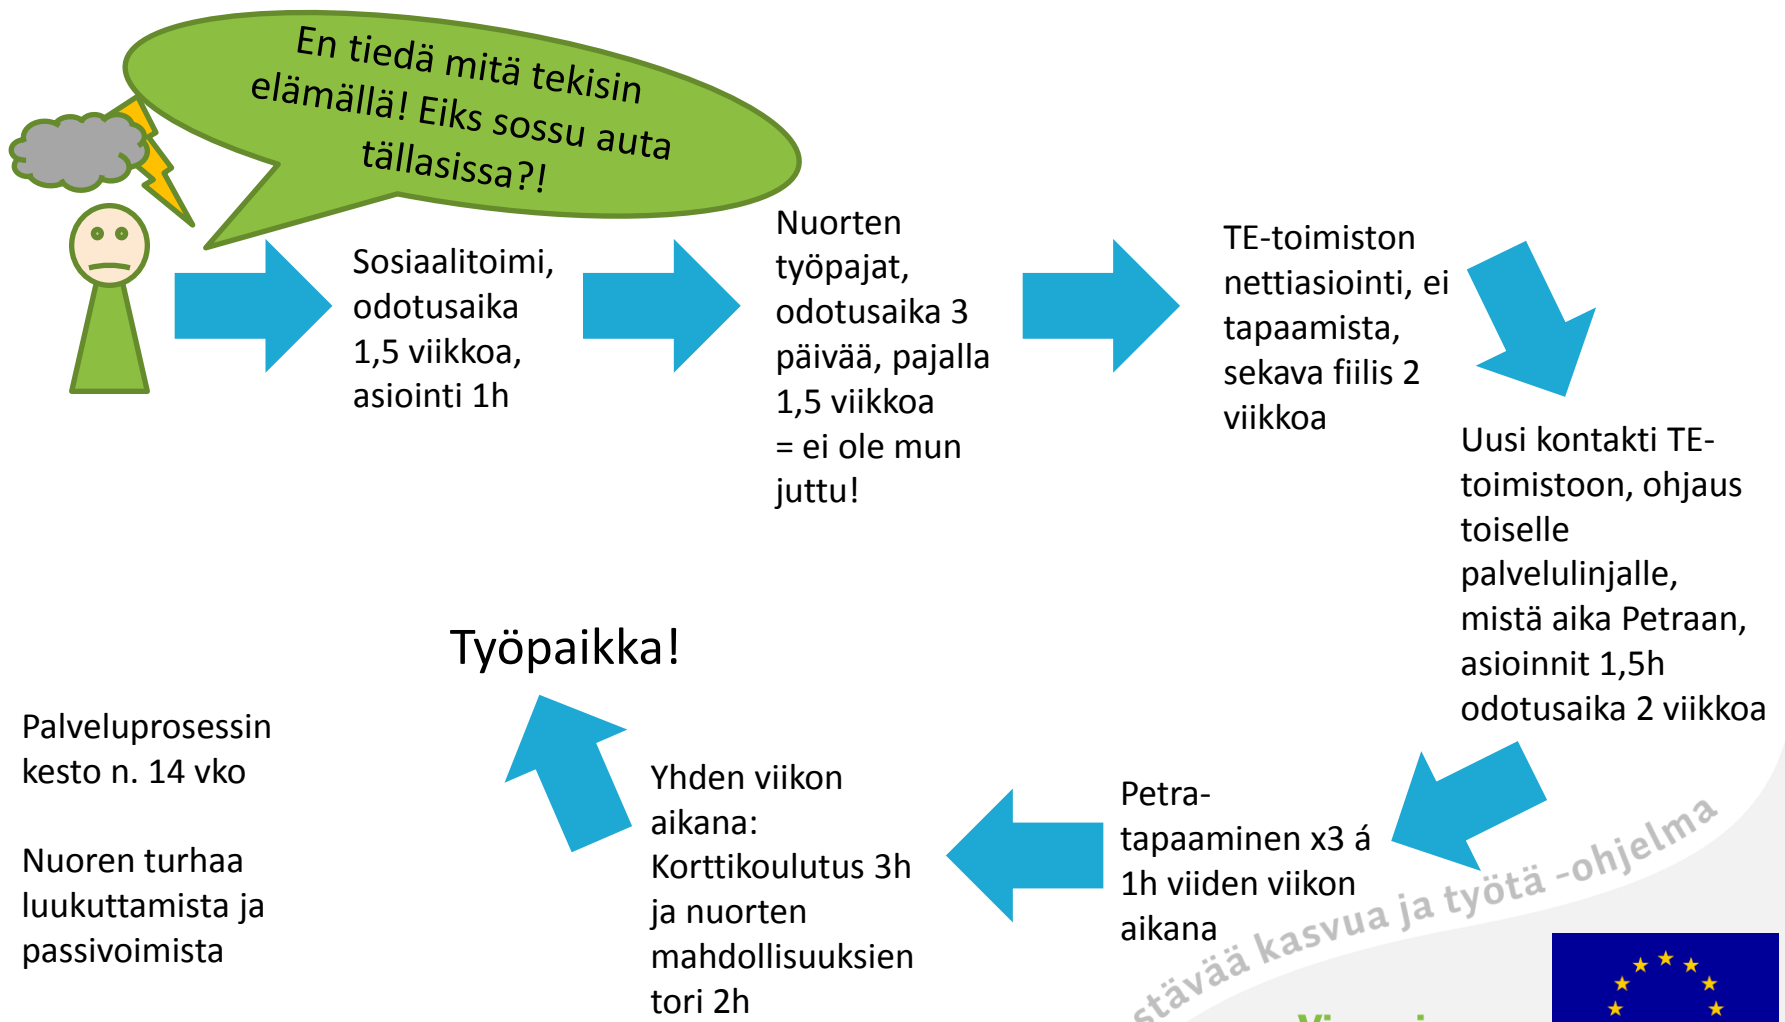 En tiedä mitä tekisin
elämällä! Eiks sossu auta
tällasissa?!
Sosiaalitoimi,
odotusaika
1,5 viikkoa,
asiointi 1h
Nuorten
työpajat,
odotusaika 3
päivää, pajalla
1,5 viikkoa
= ei ole mun
juttu!
TE-toimiston
nettiasiointi, ei
tapaamista,
sekava fiilis 2
viikkoa
Uusi kontakti TE-
toimistoon, ohjaus
toiselle
palvelulinjalle,
mistä aika Petraan,
asioinnit 1,5h
odotusaika 2 viikkoa
Petra-
tapaaminen x3 á
1h viiden viikon
aikana
Yhden viikon
aikana:
Korttikoulutus 3h
ja nuorten
mahdollisuuksien
tori 2h
Työpaikka!
Palveluprosessin
kesto n. 14 vko
Nuoren turhaa
luukuttamista ja
passivoimista
stävää kasvua ja työtä -ohjelma